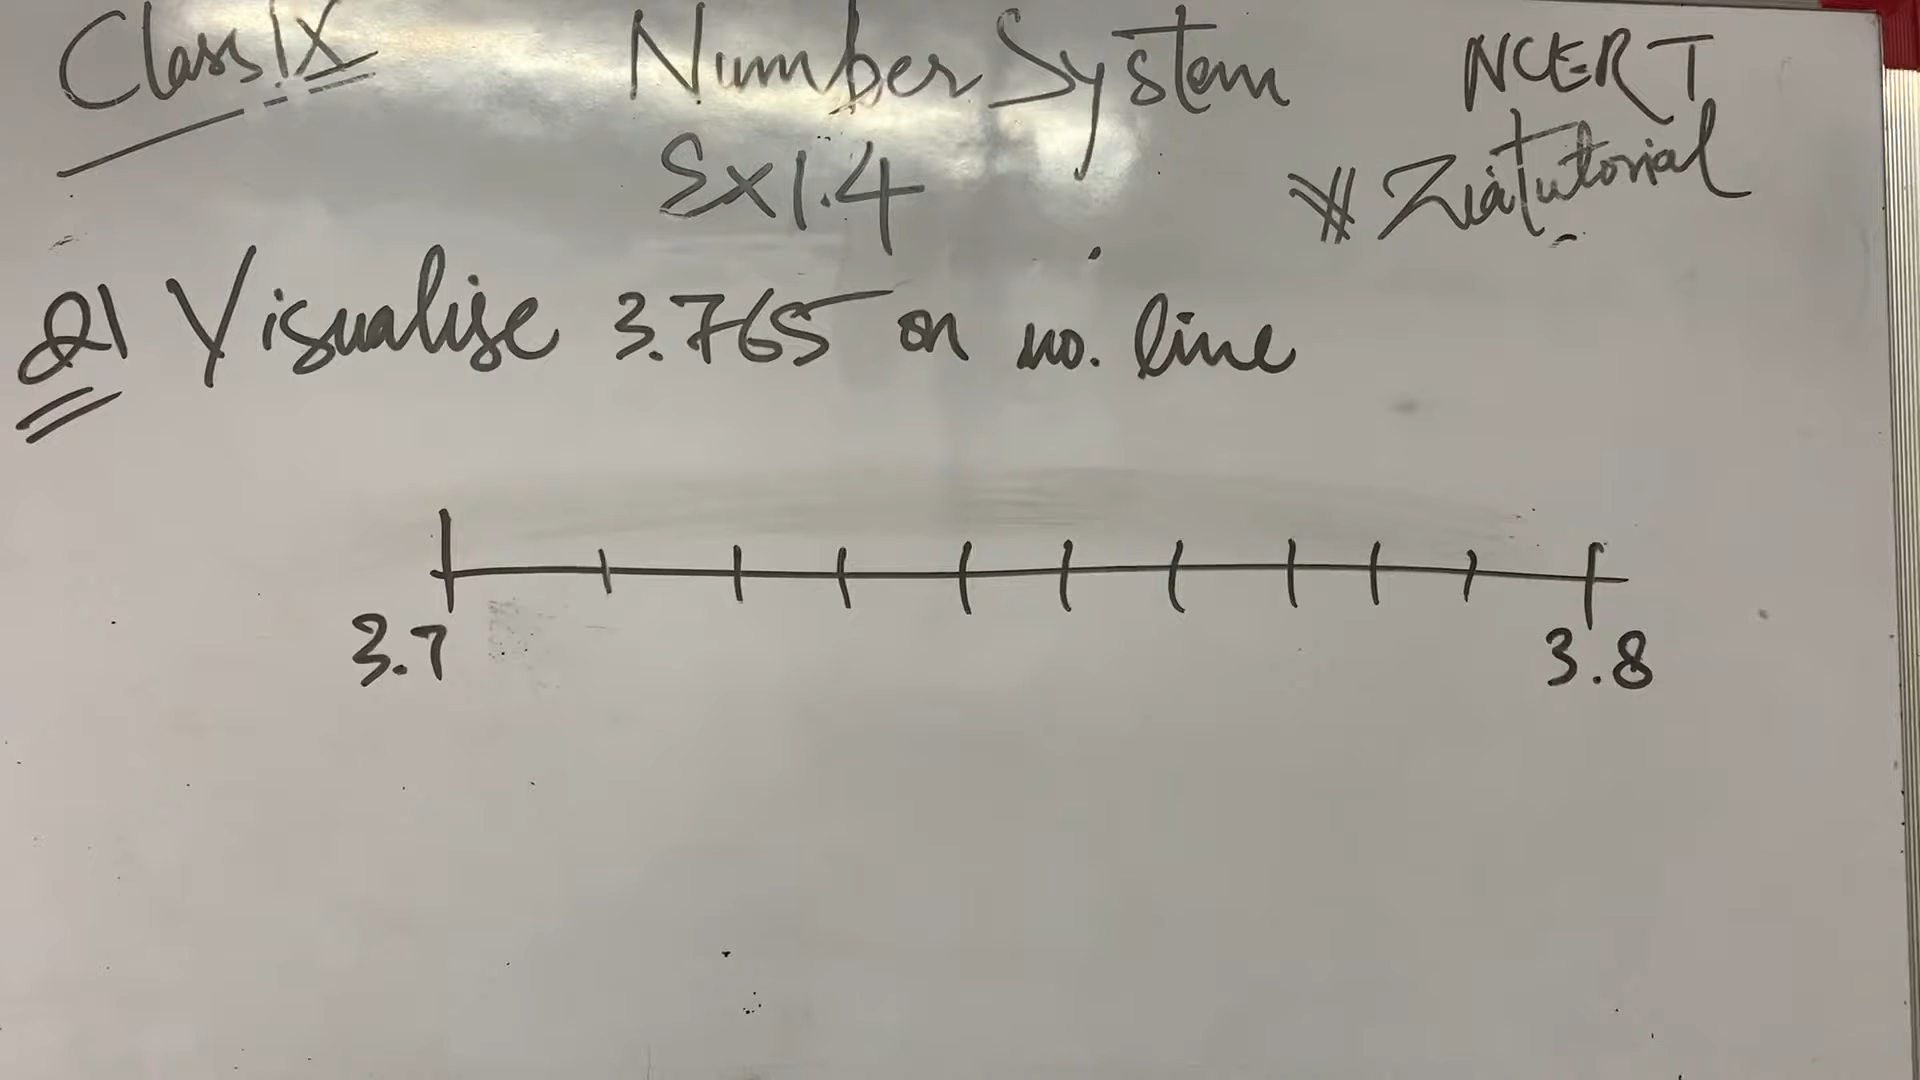 Class IX Number System NCERT
Ex 1.4 # Ziatutorial
Q1 Visualise 3.765 on no. line
3.7 3.8